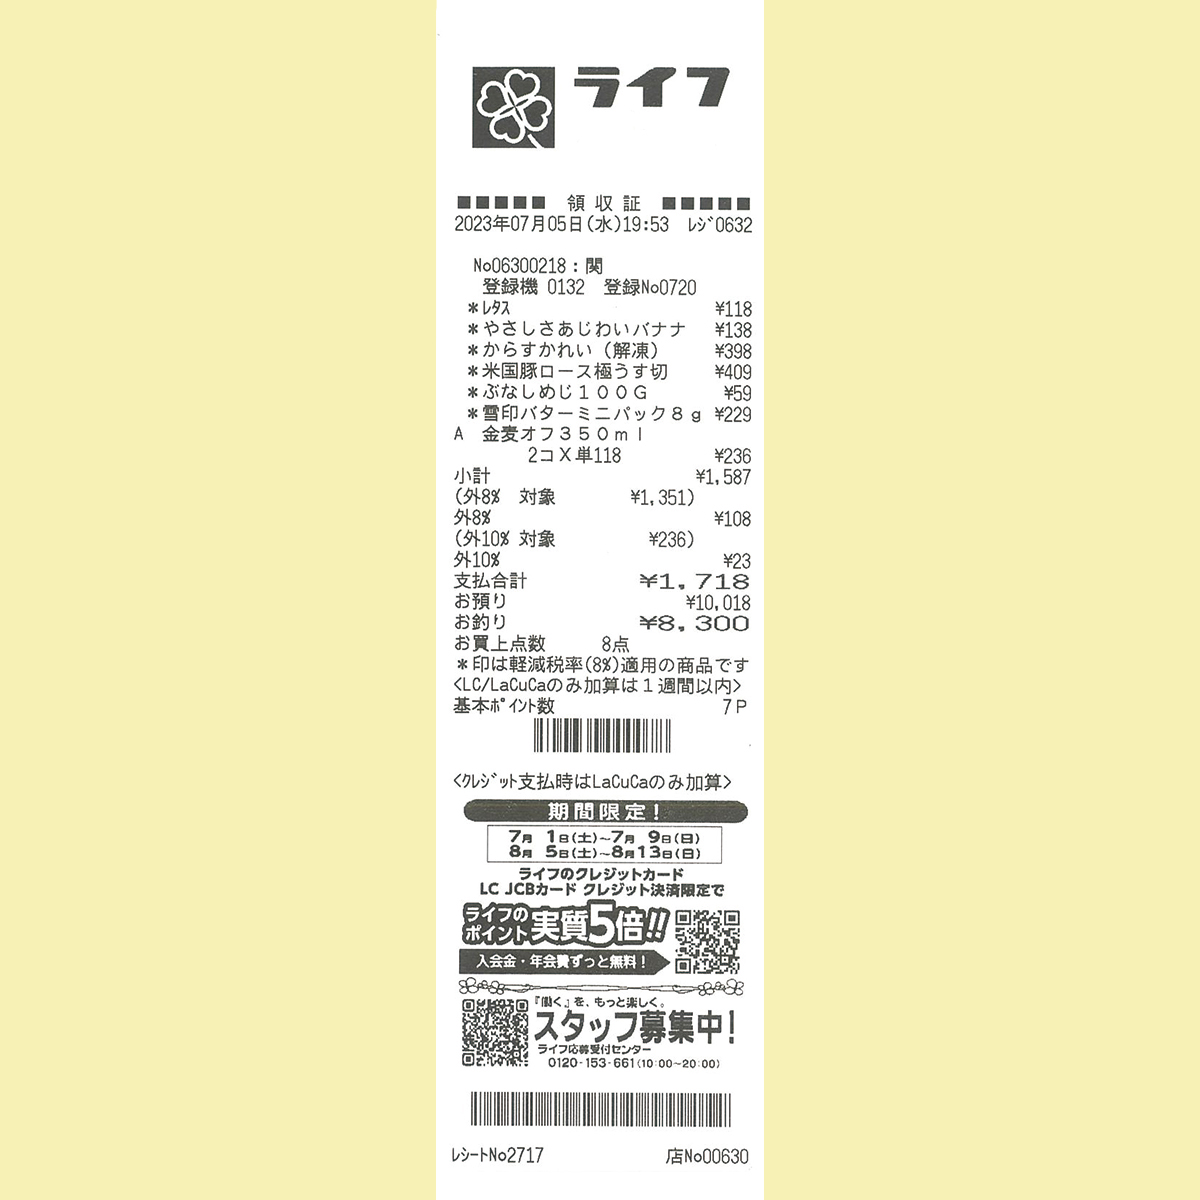 ライフ
■■■■■ 領収証 ■■■■■
2023年07月05日(水)19:53 ﾚｼﾞ0632
No06300218:関
登録機 0132 登録No0720
＊ﾚﾀｽ ¥118
＊やさしさあじわいバナナ ¥138
＊からすかれい（解凍） ¥398
＊米国豚ロース極うす切 ¥409
＊ぶなしめじ１００Ｇ ¥59
＊雪印バターミニパック８ｇ ¥229
A 金麦オフ３５０ｍｌ
2コＸ単118 ¥236
小計 ¥1,587
(外8% 対象 ¥1,351)
外8% ¥108
(外10% 対象 ¥236)
外10% ¥23
支払合計 ¥1,718
お預り ¥10,018
お釣り ¥8,300
お買上点数 8点
＊印は軽減税率(8%)適用の商品です
<LC/LaCuCaのみ加算は１週間以内>
基本ﾎﾟｲﾝﾄ数 7P
<ｸﾚｼﾞｯﾄ支払時はLaCuCaのみ加算>
期間限定！
7月 1日(土)~7月 9日(日)
8月 5日(土)~8月13日(日)
ライフのクレジットカード
LC JCBカード クレジット決済限定で
ライフのポイント実質5倍!!
入会金・年会費ずっと無料！
『働く』を、もっと楽しく。
スタッフ募集中！
ライフ応募受付センター
0120-153-661(10:00~20:00)
ﾚｼｰﾄNo2717 店No00630